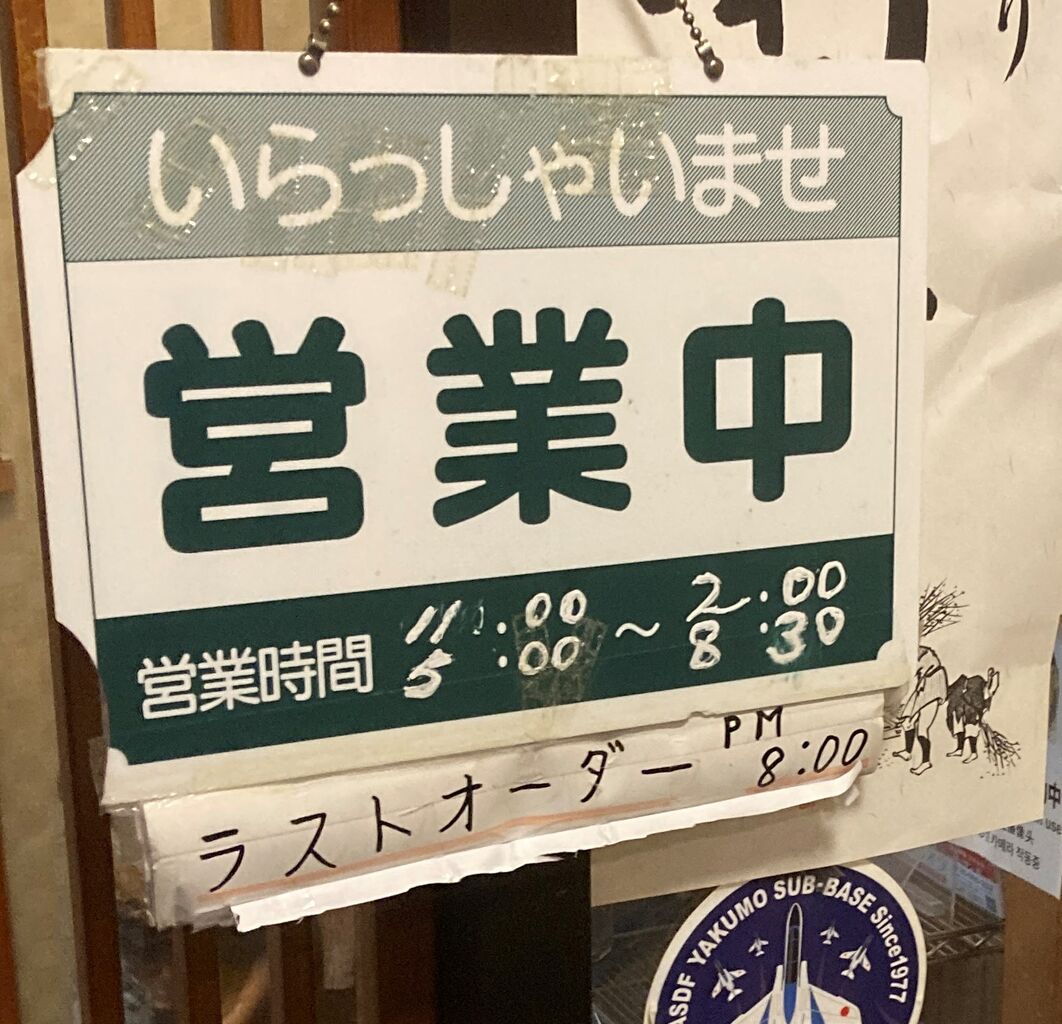 いらっしゃいませ
営業中
営業時間
11:00 ~ 2:00
5:00 ~ 8:30
ラストオーダー PM 8:00
ASDF YAKUMO SUB-BASE Since1977